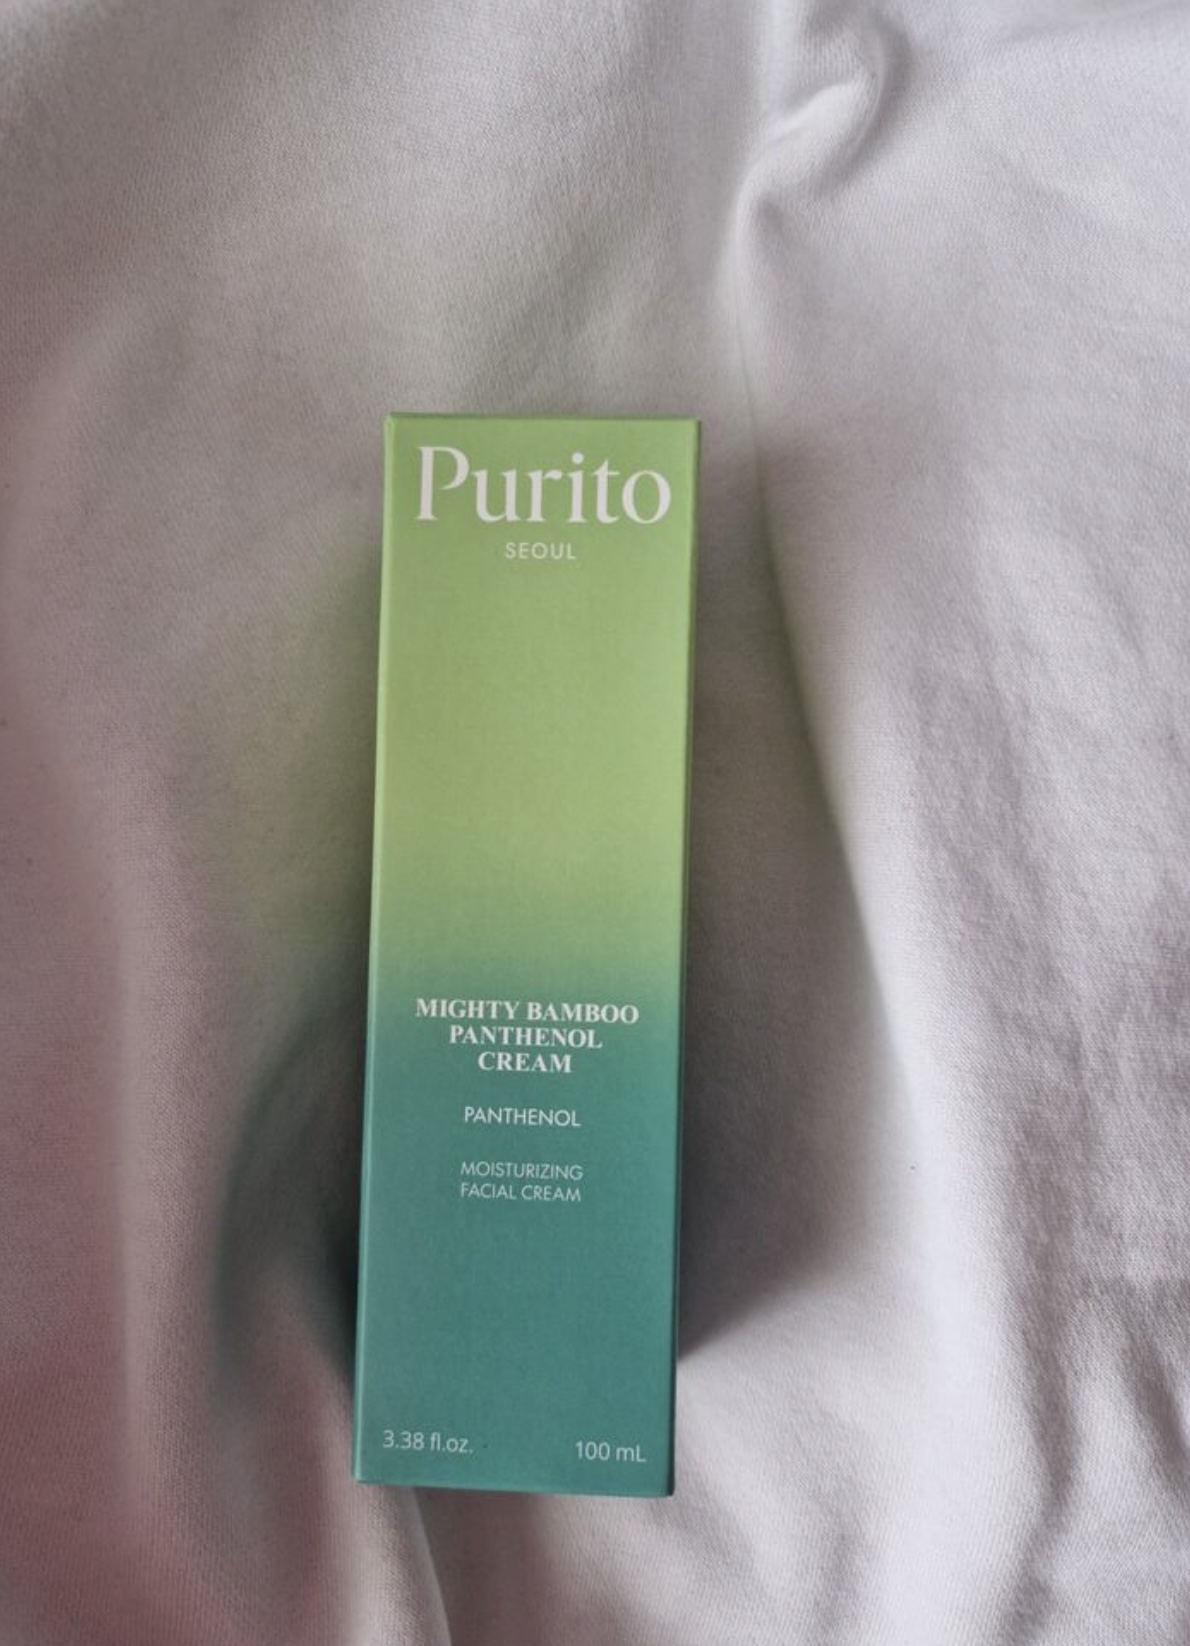 Purito
SEOUL
MIGHTY BAMBOO
PANTHENOL
CREAM
PANTHENOL
MOISTURIZING
FACIAL CREAM
3.38 fl.oz. 100 mL